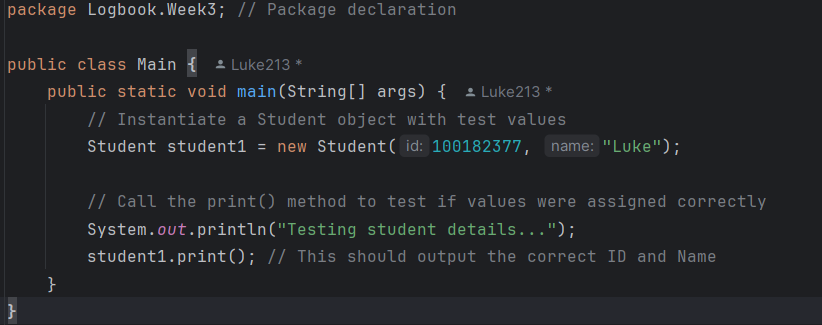 package Logbook.Week3; // Package declaration
public class Main { Luke213 *
public static void main(String[] args) { Luke213 *
// Instantiate a Student object with test values
Student student1 = new Student( id: 100182377, name: "Luke");
// Call the print() method to test if values were assigned correctly
System.out.println("Testing student details...");
student1.print(); // This should output the correct ID and Name
}
}